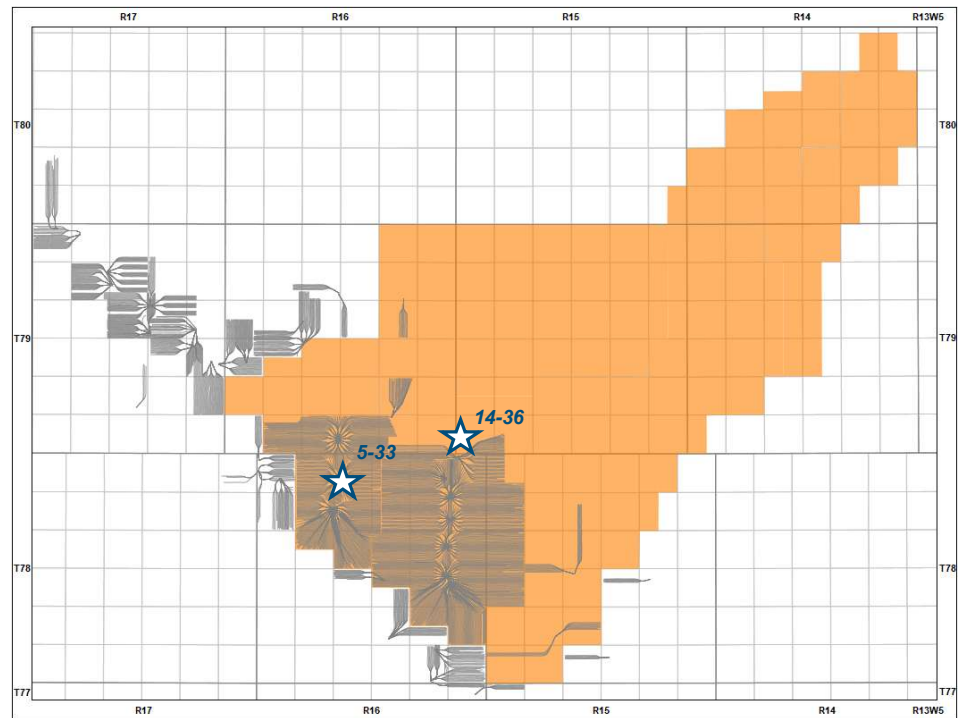 R17 R16 R15 R14 R13W5
T80 T80
T79 T79
14-36
5-33
T78 T78
T77 T77
R17 R16 R15 R14 R13W5